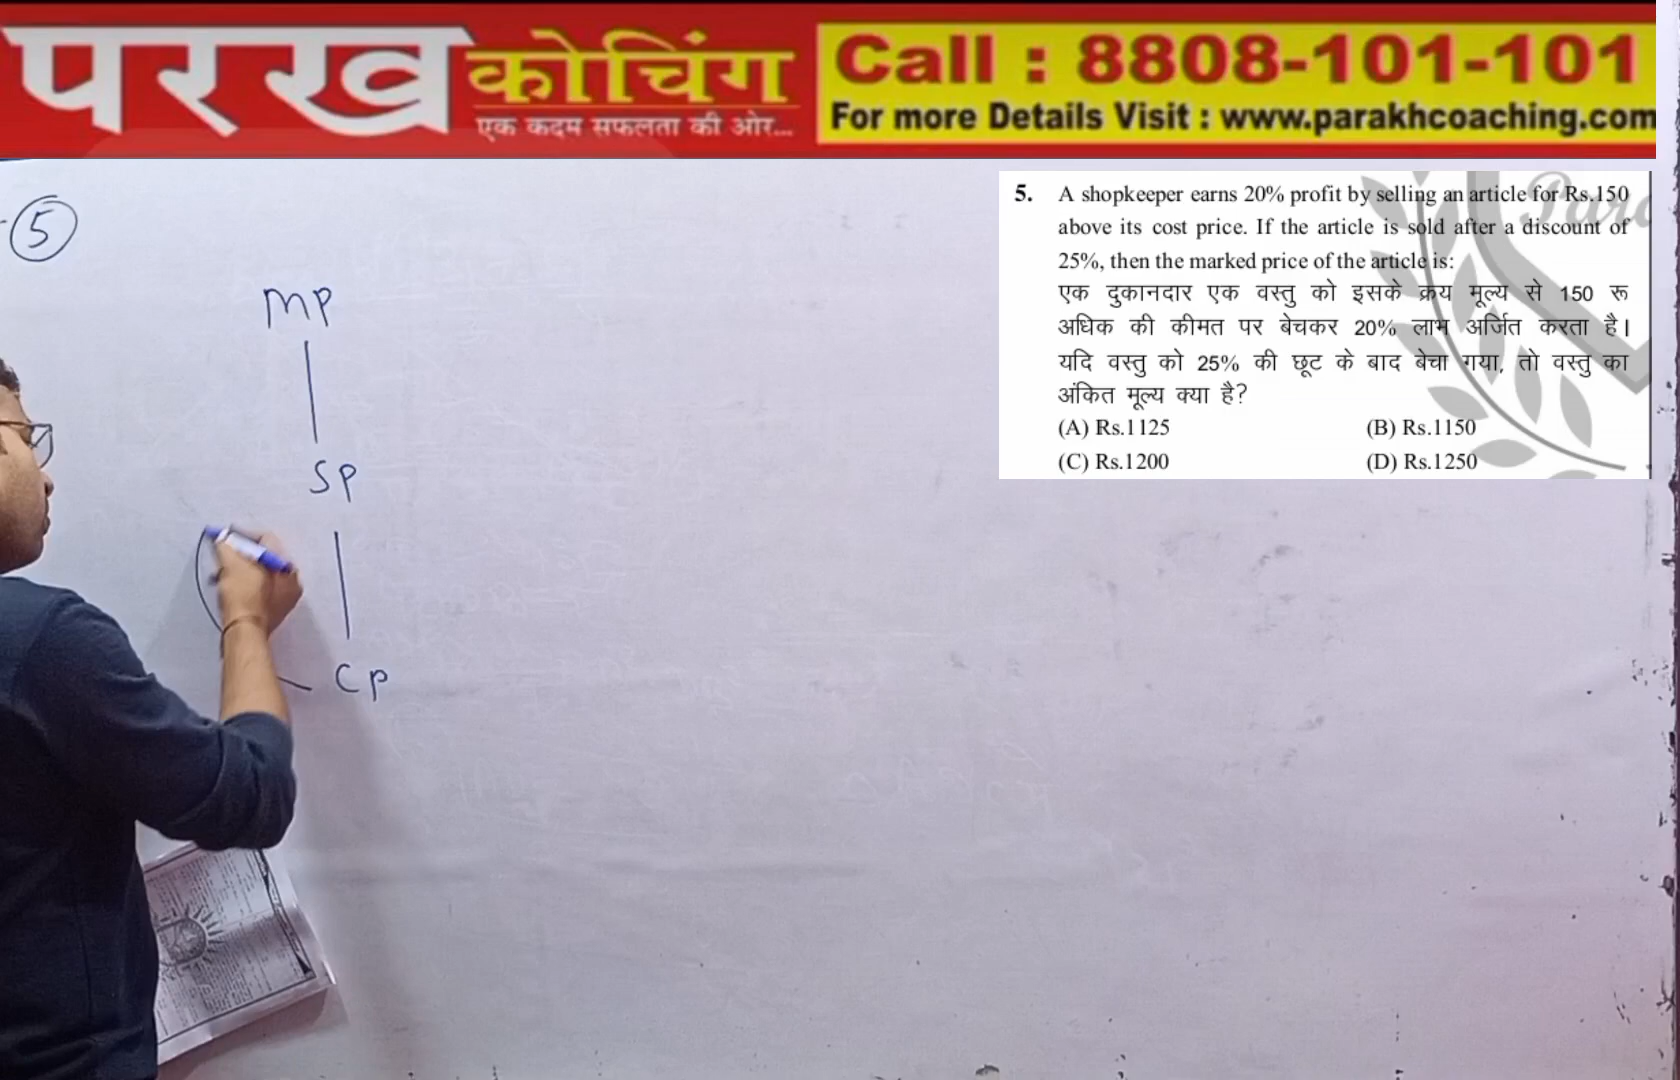 परख कोचिंग
एक कदम सफलता की ओर...
Call : 8808-101-101
For more Details Visit : www.parakhcoaching.com
5
MP
SP
CP
5. A shopkeeper earns 20% profit by selling an article for Rs.150
above its cost price. If the article is sold after a discount of
25%, then the marked price of the article is:
एक दुकानदार एक वस्तु को इसके क्रय मूल्य से 150 रू
अधिक की कीमत पर बेचकर 20% लाभ अर्जित करता है।
यदि वस्तु को 25% की छूट के बाद बेचा गया, तो वस्तु का
अंकित मूल्य क्या है?
(A) Rs.1125 (B) Rs.1150
(C) Rs.1200 (D) Rs.1250